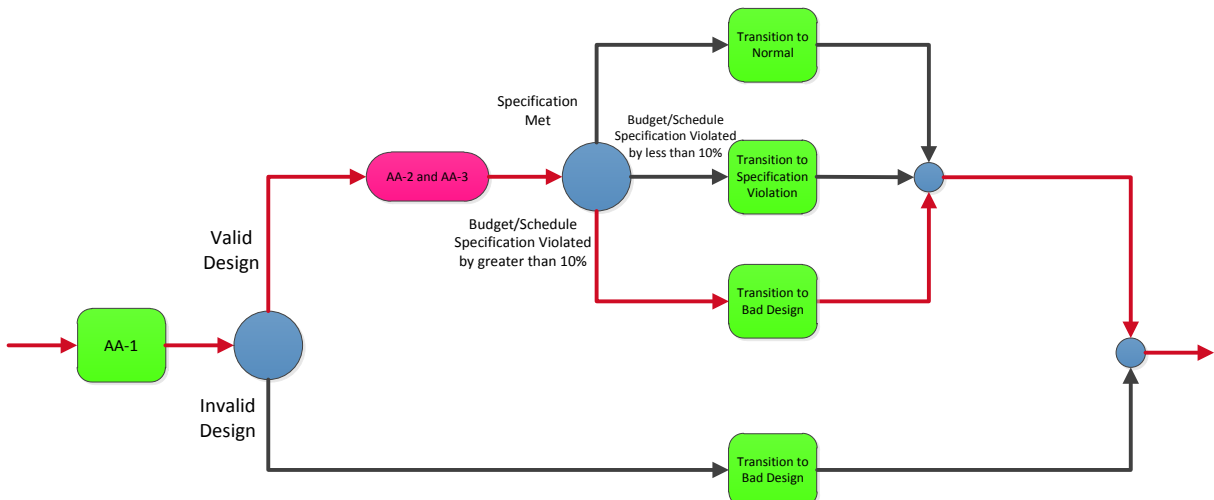 Transition to
Normal
Specification
Met
Budget/Schedule
Specification Violated
by less than 10%
Transition to
Specification
Violation
AA-2 and AA-3
Budget/Schedule
Specification Violated
by greater than 10%
Valid
Design
Transition to
Bad Design
AA-1
Invalid
Design
Transition to
Bad Design